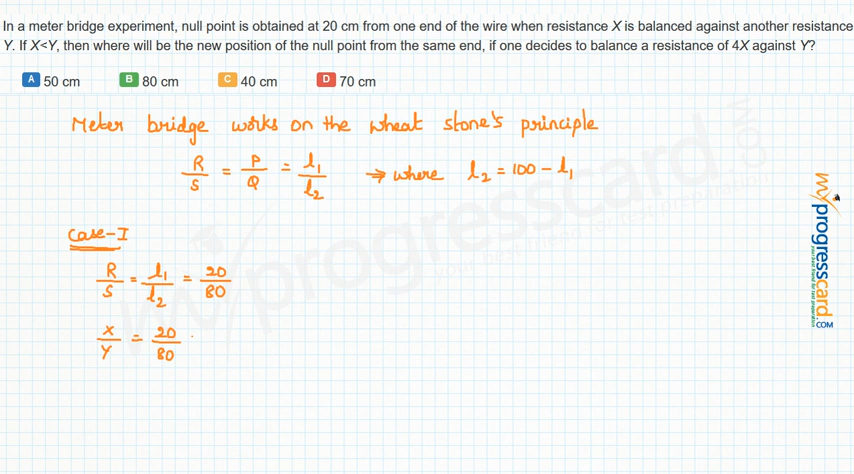 In a meter bridge experiment, null point is obtained at 20 cm from one end of the wire when resistance X is balanced against another resistance
Y. If X<Y, then where will be the new position of the null point from the same end, if one decides to balance a resistance of 4X against Y?
A 50 cm B 80 cm C 40 cm D 70 cm
Meter bridge works on the wheat stone's principle
R/S = P/Q = l₁/l₂ → where l₂ = 100 - l₁
Case-I
R/S = l₁/l₂ = 20/80
X/Y = 20/80
myprogresscard
.COM